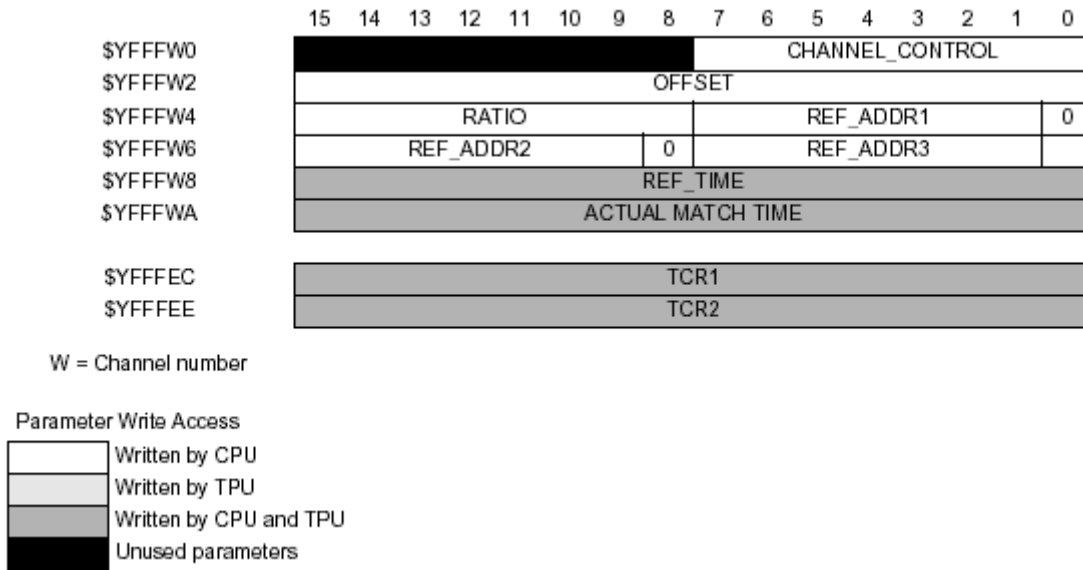 15 14 13 12 11 10 9 8 7 6 5 4 3 2 1 0
$YFFFW0 CHANNEL_CONTROL
$YFFFW2 OFFSET
$YFFFW4 RATIO REF_ADDR1 0
$YFFFW6 REF_ADDR2 0 REF_ADDR3
$YFFFW8 REF_TIME
$YFFFWA ACTUAL MATCH TIME
$YFFFEC TCR1
$YFFFEE TCR2
W = Channel number
Parameter Write Access
Written by CPU
Written by TPU
Written by CPU and TPU
Unused parameters